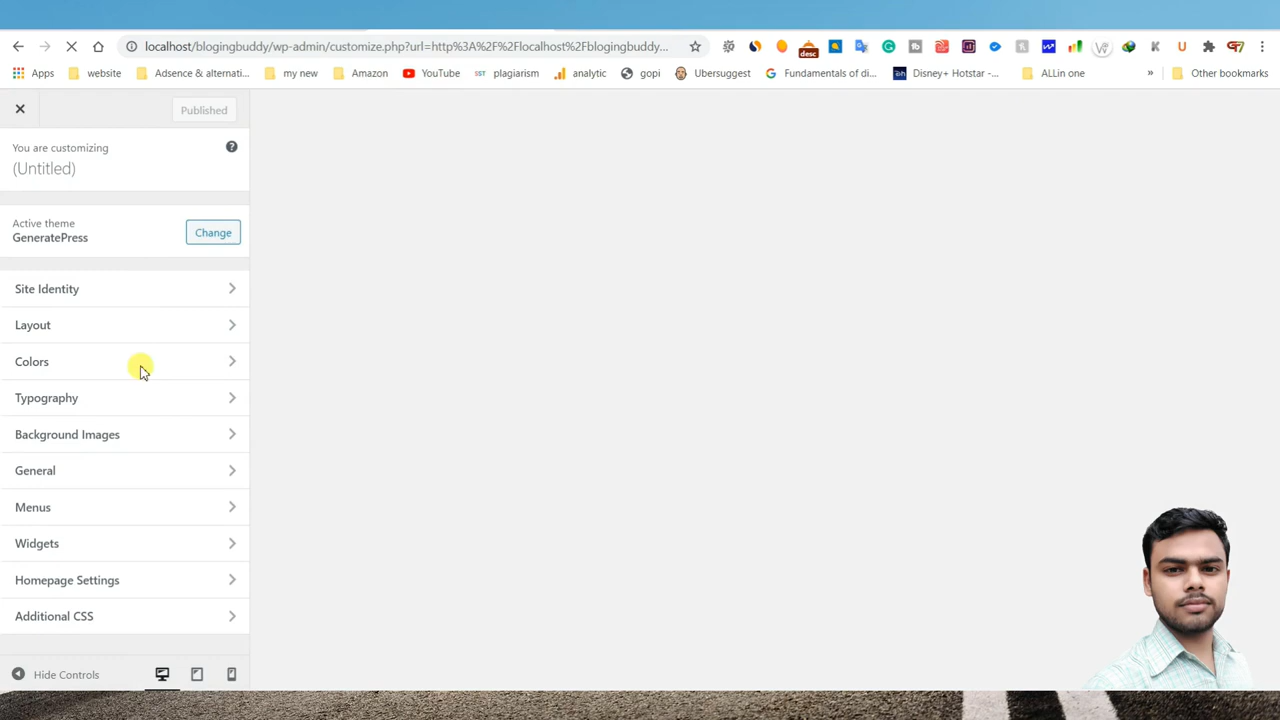 localhost/blogingbuddy/wp-admin/customize.php?url=http%3A%2F%2Flocalhost%2Fblogingbuddy...
desc
Apps
website
Adsence & alternati...
my new
Amazon
YouTube
SST plagiarism
analytic
gopi
Ubersuggest
Fundamentals of di...
Disney+ Hotstar -...
ALLin one
»
Other bookmarks
Published
You are customizing
(Untitled)
Active theme
GeneratePress
Change
Site Identity
Layout
Colors
Typography
Background Images
General
Menus
Widgets
Homepage Settings
Additional CSS
Hide Controls